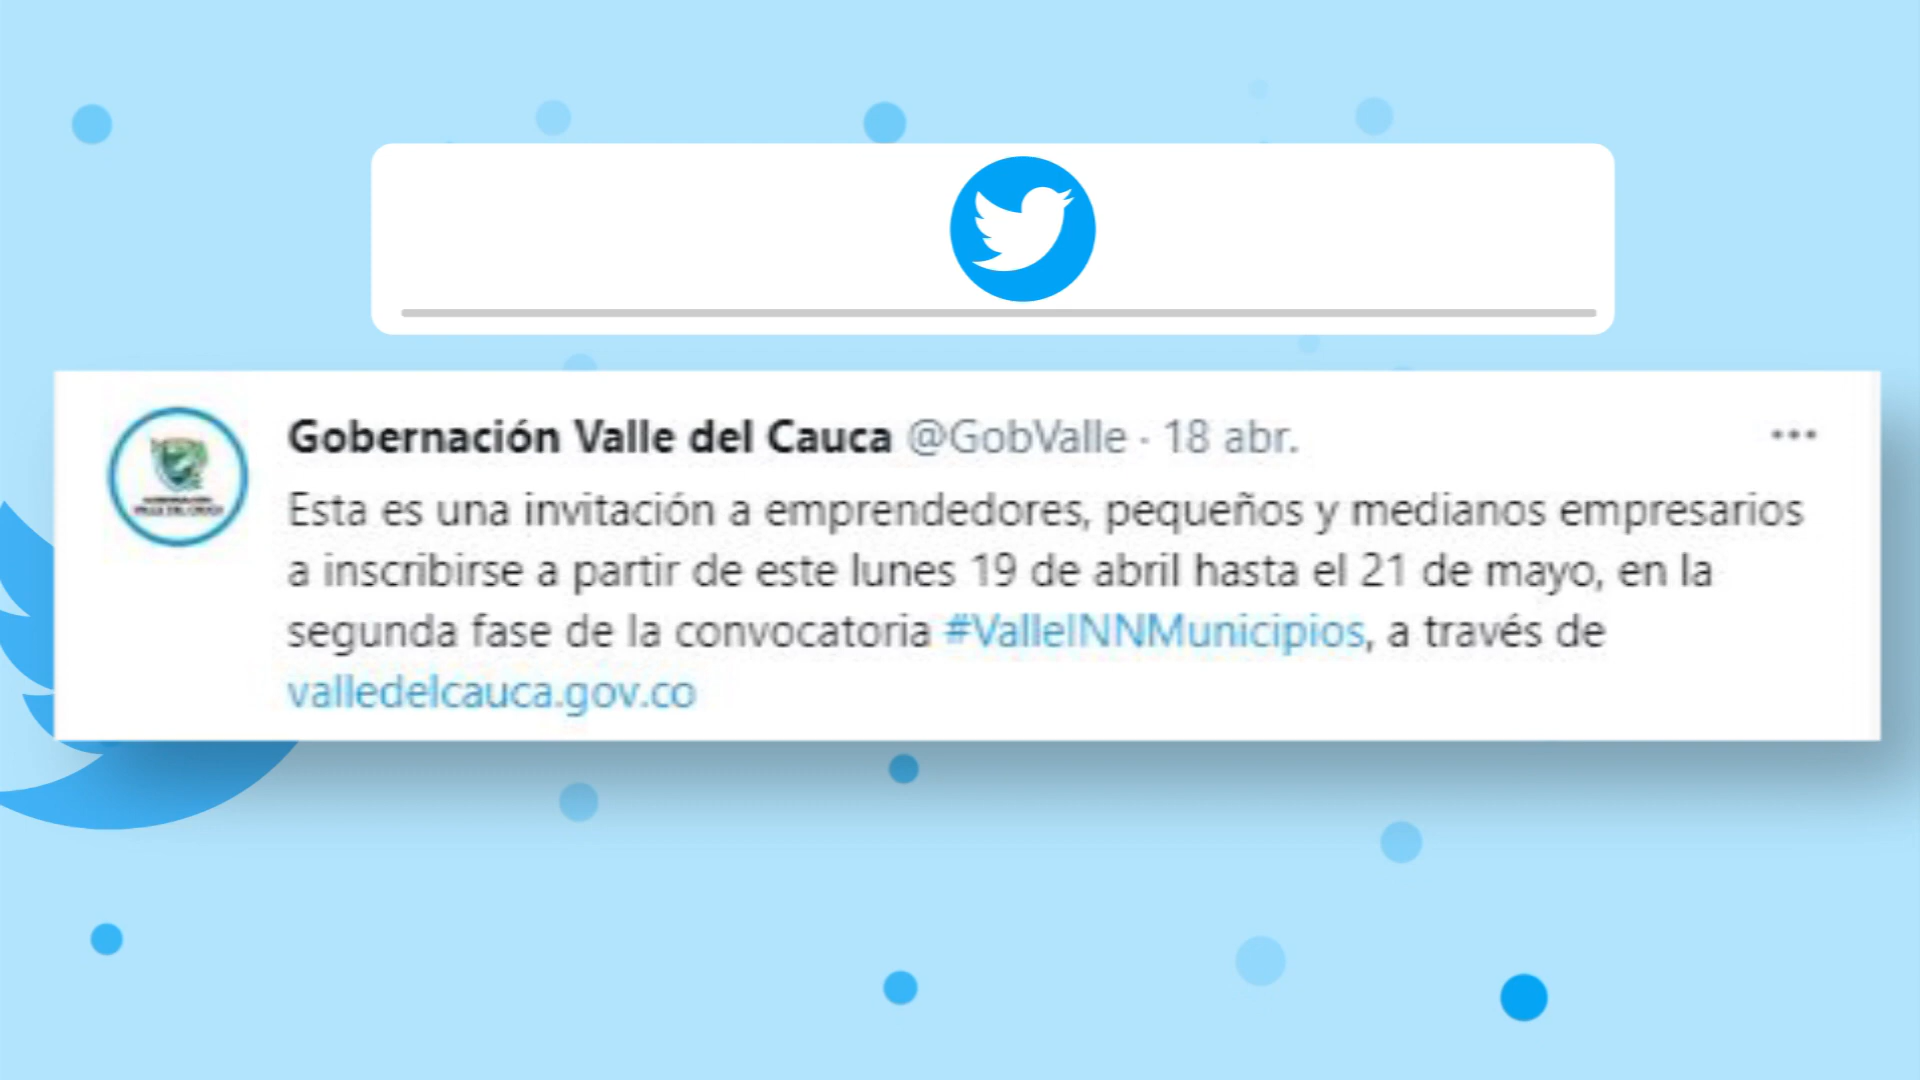 Gobernación Valle del Cauca @GobValle · 18 abr.
Esta es una invitación a emprendedores, pequeños y medianos empresarios
a inscribirse a partir de este lunes 19 de abril hasta el 21 de mayo, en la
segunda fase de la convocatoria #ValleINNMunicipios, a través de
valledelcauca.gov.co